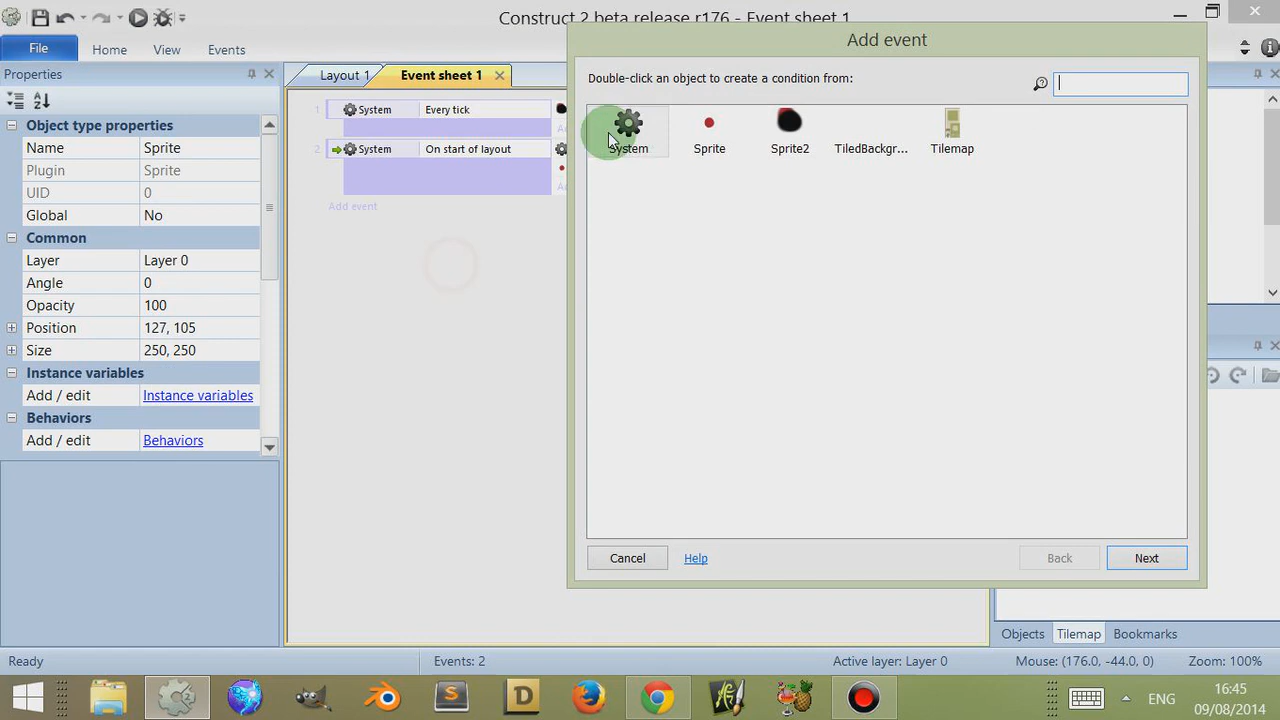 Construct 2 beta release r176 - Event sheet 1
File
Home
View
Events
Properties
Object type properties
Name Sprite
Plugin Sprite
UID 0
Global No
Common
Layer Layer 0
Angle 0
Opacity 100
Position 127, 105
Size 250, 250
Instance variables
Add / edit Instance variables
Behaviors
Add / edit Behaviors
Layout 1
Event sheet 1
1 System Every tick
2 System On start of layout
Add event
Add event
Double-click an object to create a condition from:
System
Sprite
Sprite2
TiledBackgr...
Tilemap
Cancel
Help
Back
Next
Objects
Tilemap
Bookmarks
Ready
Events: 2
Active layer: Layer 0
Mouse: (176.0, -44.0, 0)
Zoom: 100%
ENG
16:45
09/08/2014